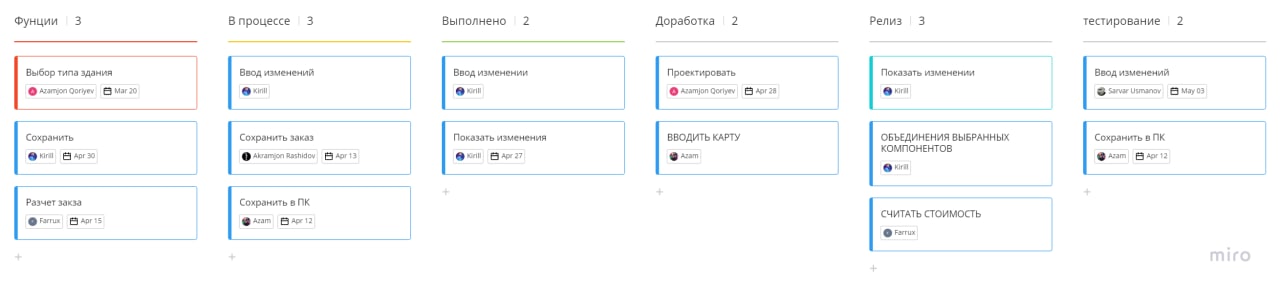 Фунции 3
Выбор типа здания
Azamjon Qoriyev Mar 20
Сохранить
Kirill Apr 30
Разчет закза
Farrux Apr 15
+
В процессе 3
Ввод изменений
Kirill
Сохранить заказ
Akramjon Rashidov Apr 13
Сохранить в ПК
Azam Apr 12
+
Выполнено 2
Ввод изменении
Kirill
Показать изменения
Kirill Apr 27
+
Доработка 2
Проектировать
Azamjon Qoriyev Apr 28
ВВОДИТЬ КАРТУ
Azam
+
Релиз 3
Показать изменении
Kirill
ОБЪЕДИНЕНИЯ ВЫБРАННЫХ
КОМПОНЕНТОВ
Kirill
СЧИТАТЬ СТОИМОСТЬ
Farrux
+
тестирование 2
Ввод изменений
Sarvar Usmanov May 03
Сохранить в ПК
Azam Apr 12
+
miro